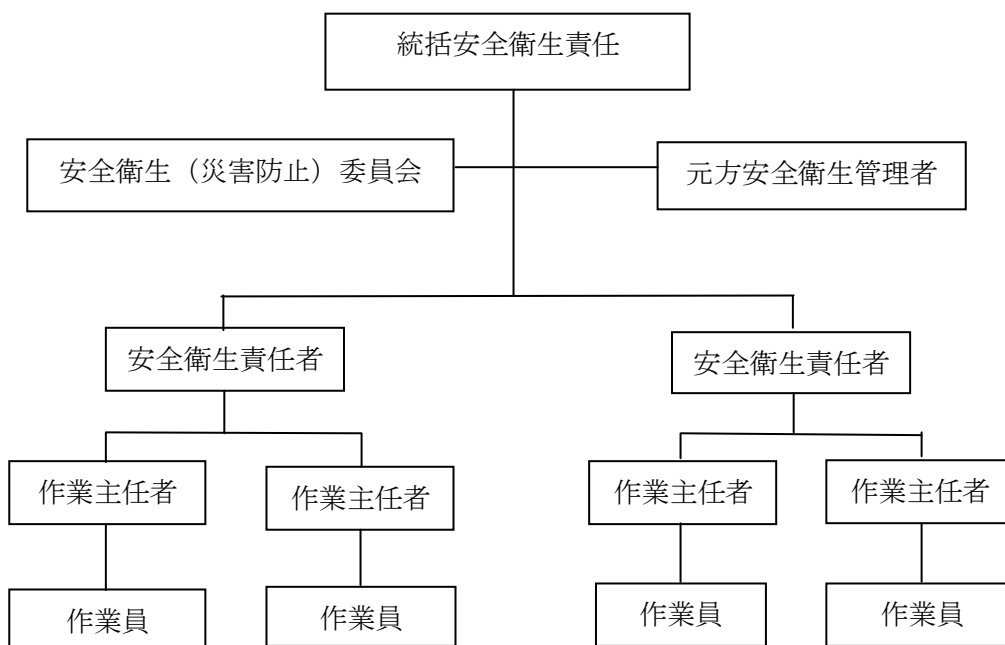 統括安全衛生責任
安全衛生（災害防止）委員会
元方安全衛生管理者
安全衛生責任者
安全衛生責任者
作業主任者
作業主任者
作業主任者
作業主任者
作業員
作業員
作業員
作業員